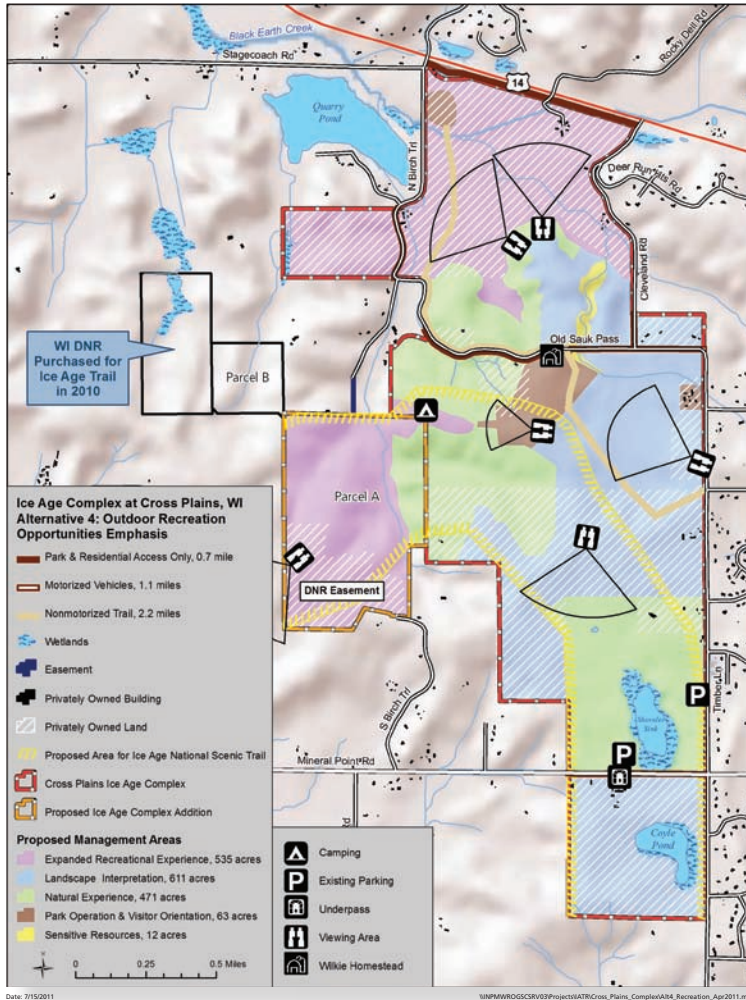 Black Earth Creek
Stagecoach Rd
Rocky Dell Rd
14
Quarry
Pond
N Birch Trl
Deer Run Hts Rd
Cleveland Rd
WI DNR
Purchased for
Ice Age Trail
in 2010
Parcel B
Old Sauk Pass
Parcel A
DNR Easement
S Birch Trl
Timber Ln
Mineral Point Rd
Rd
Coyle
Pond
P
P
Ice Age Complex at Cross Plains, WI
Alternative 4: Outdoor Recreation
Opportunities Emphasis
Park & Residential Access Only, 0.7 mile
Motorized Vehicles, 1.1 miles
Nonmotorized Trail, 2.2 miles
Wetlands
Easement
Privately Owned Building
Privately Owned Land
Proposed Area for Ice Age National Scenic Trail
Cross Plains Ice Age Complex
Proposed Ice Age Complex Addition
Proposed Management Areas
Expanded Recreational Experience, 535 acres
Landscape Interpretation, 611 acres
Natural Experience, 471 acres
Park Operation & Visitor Orientation, 63 acres
Sensitive Resources, 12 acres
N
0 0.25 0.5 Miles
Camping
P Existing Parking
Underpass
Viewing Area
Wilkie Homestead
Date: 7/15/2011